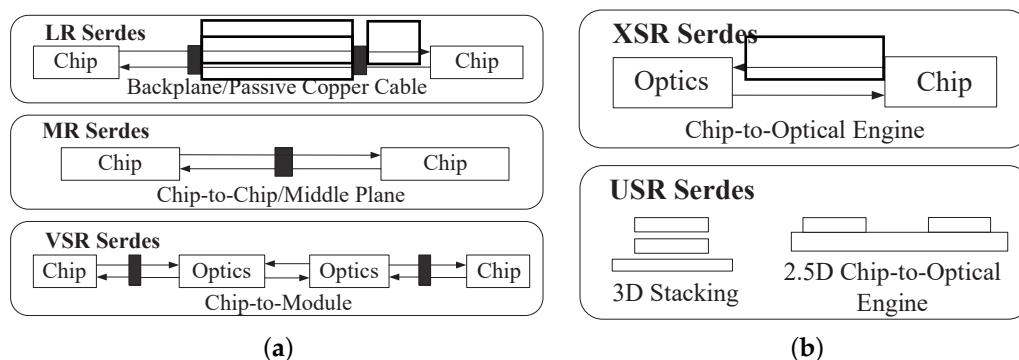 LR Serdes
Chip
Chip
Backplane/Passive Copper Cable
MR Serdes
Chip
Chip
Chip-to-Chip/Middle Plane
VSR Serdes
Chip
Optics
Optics
Chip
Chip-to-Module
(a)
XSR Serdes
Optics
Chip
Chip-to-Optical Engine
USR Serdes
3D Stacking
2.5D Chip-to-Optical
Engine
(b)